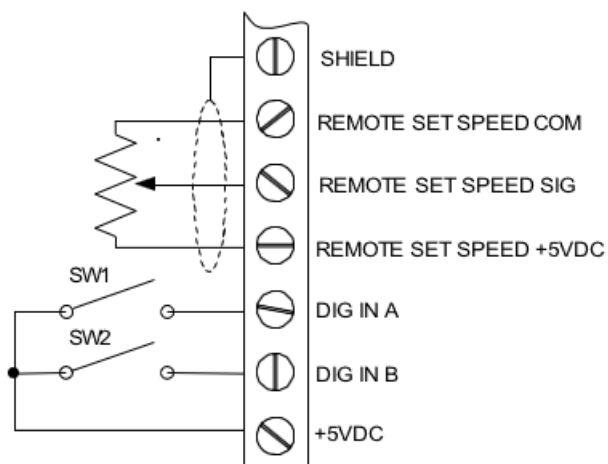 SHIELD
REMOTE SET SPEED COM
REMOTE SET SPEED SIG
REMOTE SET SPEED +5VDC
SW1
DIG IN A
SW2
DIG IN B
+5VDC